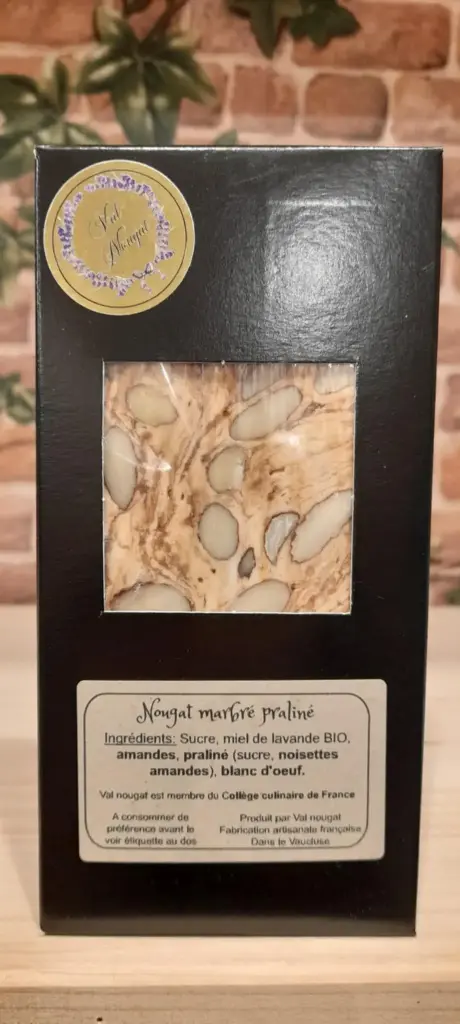 Val
Nougat
Nougat marbré praliné
Ingrédients: Sucre, miel de lavande BIO,
amandes, praliné (sucre, noisettes
amandes), blanc d'oeuf.
Val nougat est membre du Collège culinaire de France
A consommer de
préférence avant le
voir étiquette au dos
Produit par Val nougat
Fabrication artisanale française
Dans le Vaucluse